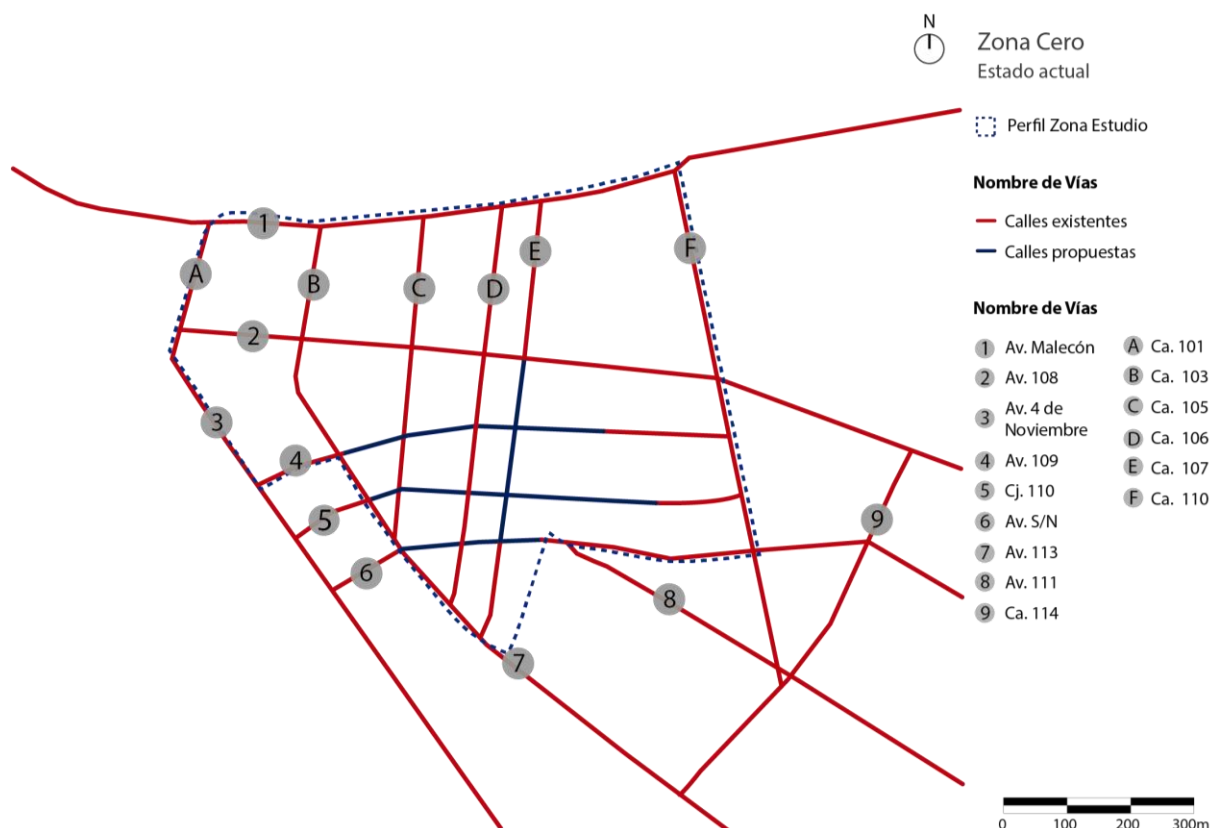 N
Zona Cero
Estado actual
Perfil Zona Estudio
Nombre de Vías
Calles existentes
Calles propuestas
Nombre de Vías
1 Av. Malecón
2 Av. 108
3 Av. 4 de
Noviembre
4 Av. 109
5 Cj. 110
6 Av. S/N
7 Av. 113
8 Av. 111
9 Ca. 114
A Ca. 101
B Ca. 103
C Ca. 105
D Ca. 106
E Ca. 107
F Ca. 110
1
A
B
C
D
E
F
2
3
4
5
6
7
8
9
0 100 200 300m